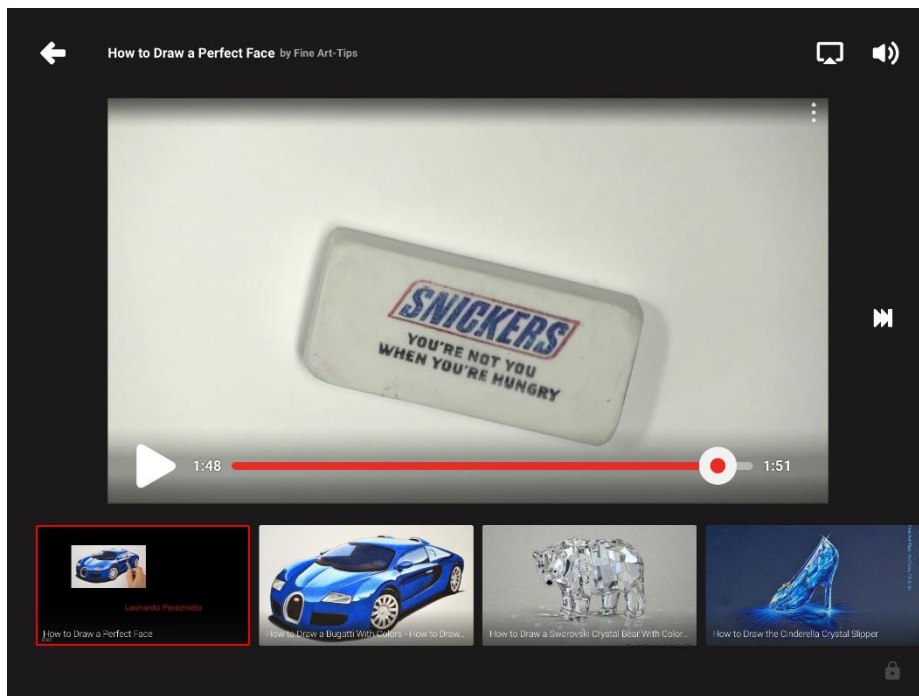 How to Draw a Perfect Face by Fine Art-Tips
SNICKERS
YOU'RE NOT YOU
WHEN YOU'RE HUNGRY
1:48
1:51
Leonardo Pereznieto
How to Draw a Perfect Face
How to Draw a Bugatti With Colors - How to Draw...
How to Draw a Swarovski Crystal Bear With Color...
How to Draw the Cinderella Crystal Slipper